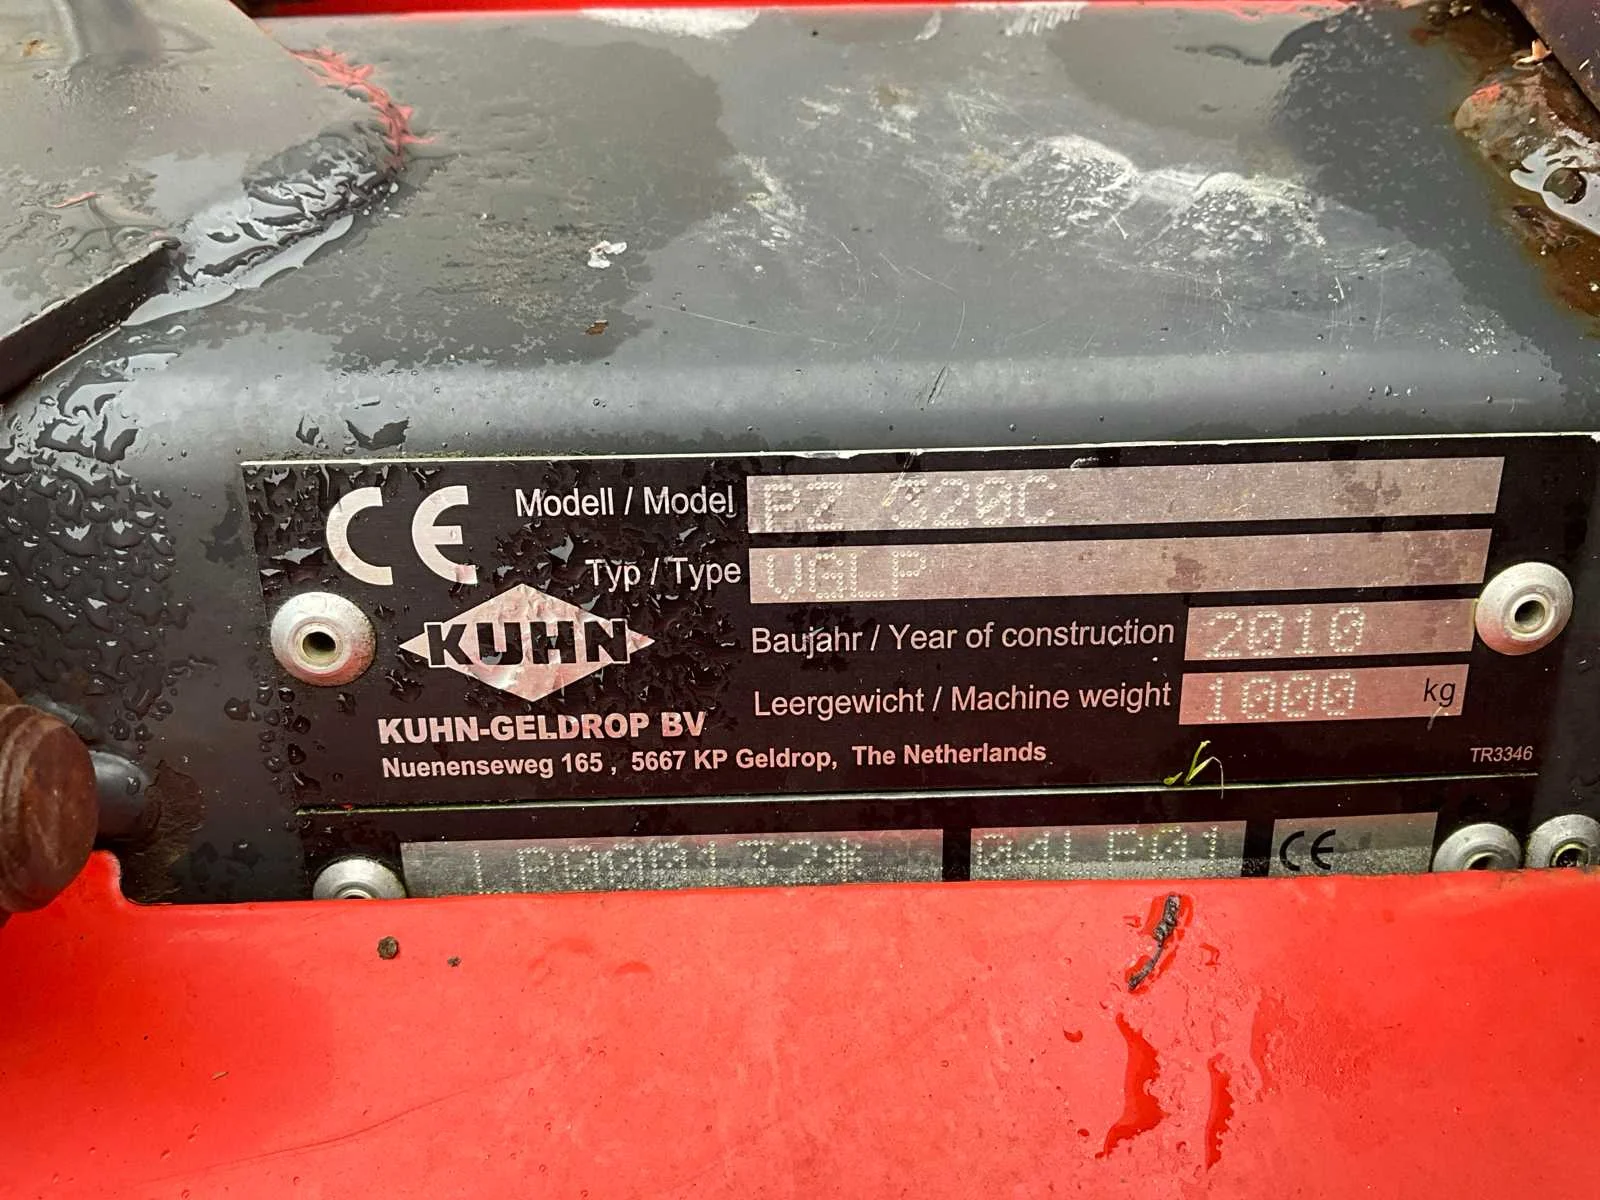 CE Modell / Model PZ 320C
Typ / Type VBLP
KUHN
Baujahr / Year of construction 2010
Leergewicht / Machine weight 1000 kg
KUHN-GELDROP BV
Nuenenseweg 165 , 5667 KP Geldrop, The Netherlands
TR3346
CE